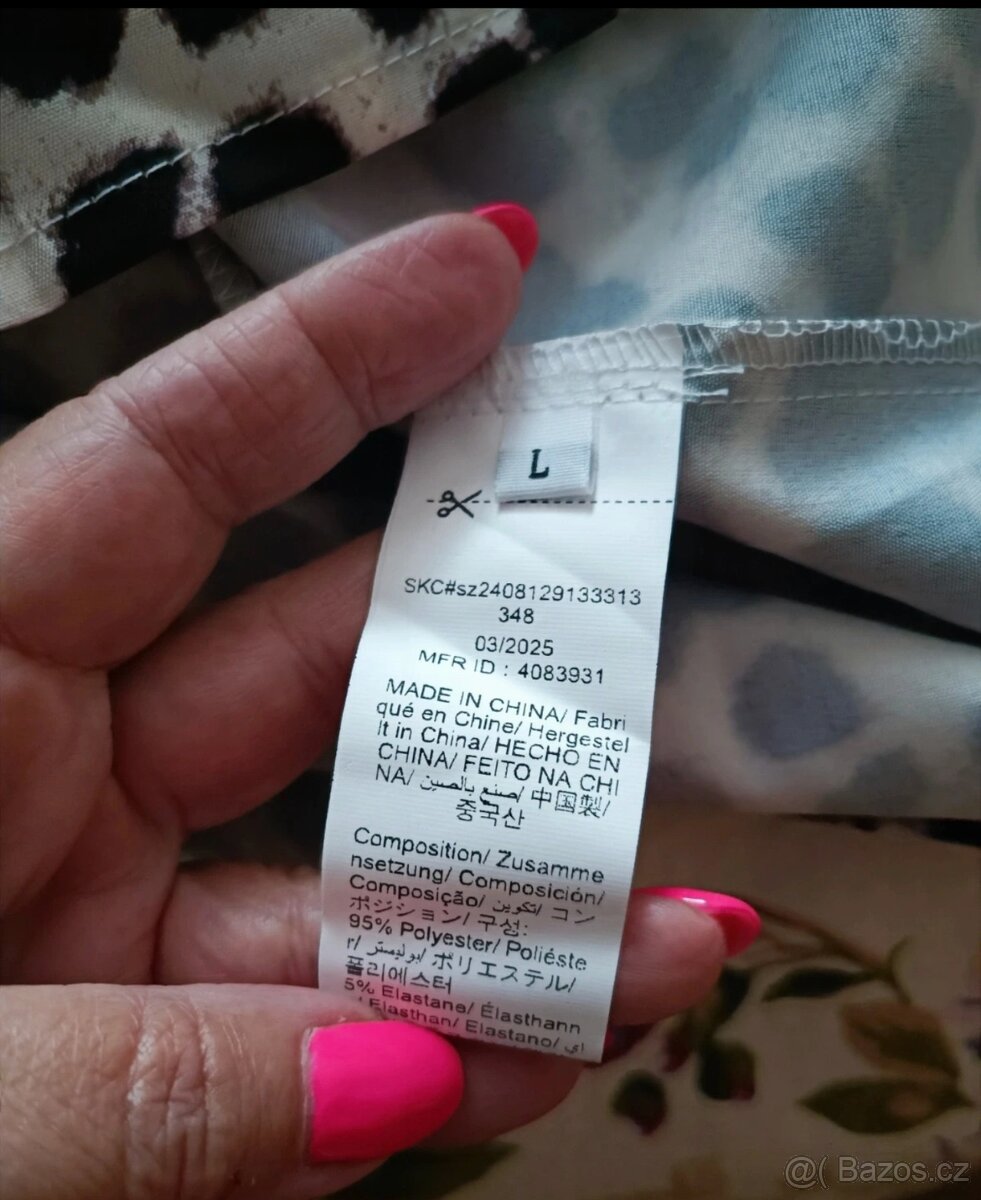 L
SKC#sz2408129133313
348
03/2025
MFR ID : 4083931
MADE IN CHINA/ Fabri
qué en Chine/ Hergestel
lt in China/ HECHO EN
CHINA/ FEITO NA CHI
NA/ صنع بالصين/ 中国製/
중국산
Composition/ Zusamme
nsetzung/ Composición/
Composição/ تكوين/ コン
ポジション/ 구성:
95% Polyester/ Poliéste
r/ بوليستر/ ポリエステル/
폴리에스터
5% Elastane/ Élasthann
/ Elasthan/ Elastano/
@( Bazos.cz